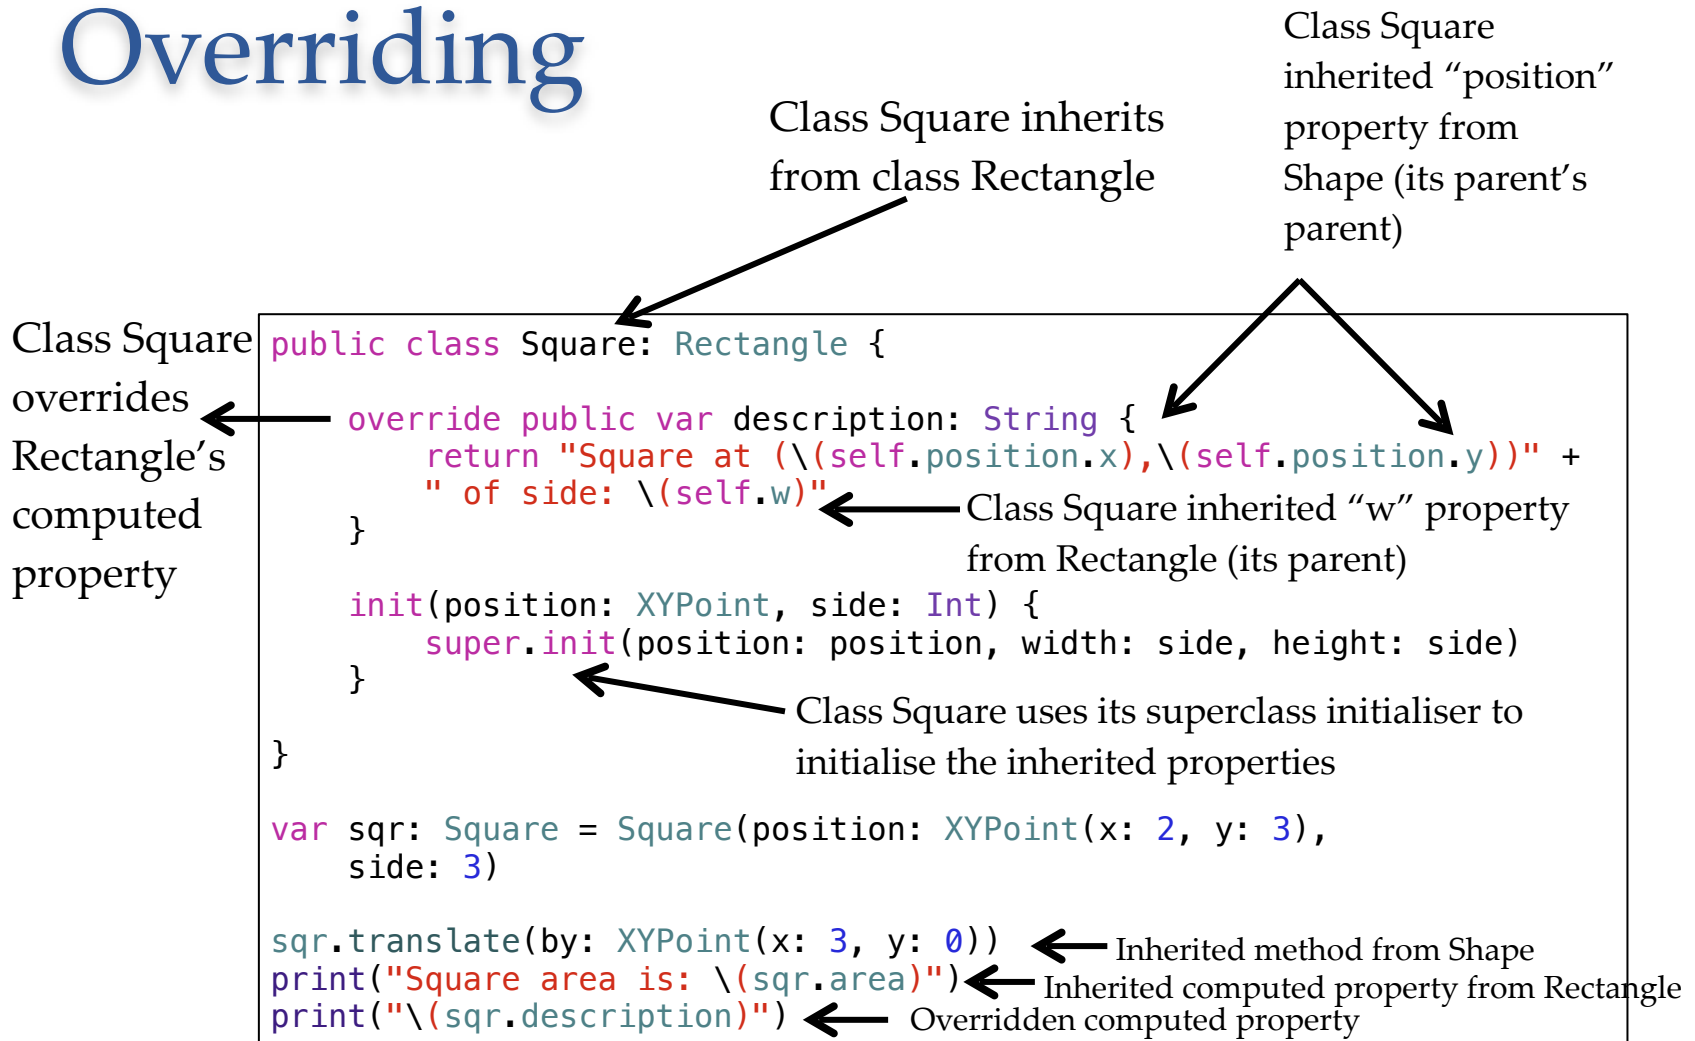 Overriding
Class Square
inherited “position”
property from
Shape (its parent’s
parent)
Class Square inherits
from class Rectangle
Class Square
overrides
Rectangle’s
computed
property
public class Square: Rectangle {
override public var description: String {
return "Square at (\(self.position.x),\(self.position.y))" +
" of side: \(self.w)"
Class Square inherited “w” property
from Rectangle (its parent)
}
init(position: XYPoint, side: Int) {
super.init(position: position, width: side, height: side)
}
Class Square uses its superclass initialiser to
initialise the inherited properties
}
var sqr: Square = Square(position: XYPoint(x: 2, y: 3),
side: 3)
sqr.translate(by: XYPoint(x: 3, y: 0))
Inherited method from Shape
print("Square area is: \(sqr.area)")
Inherited computed property from Rectangle
print("\(sqr.description)")
Overridden computed property